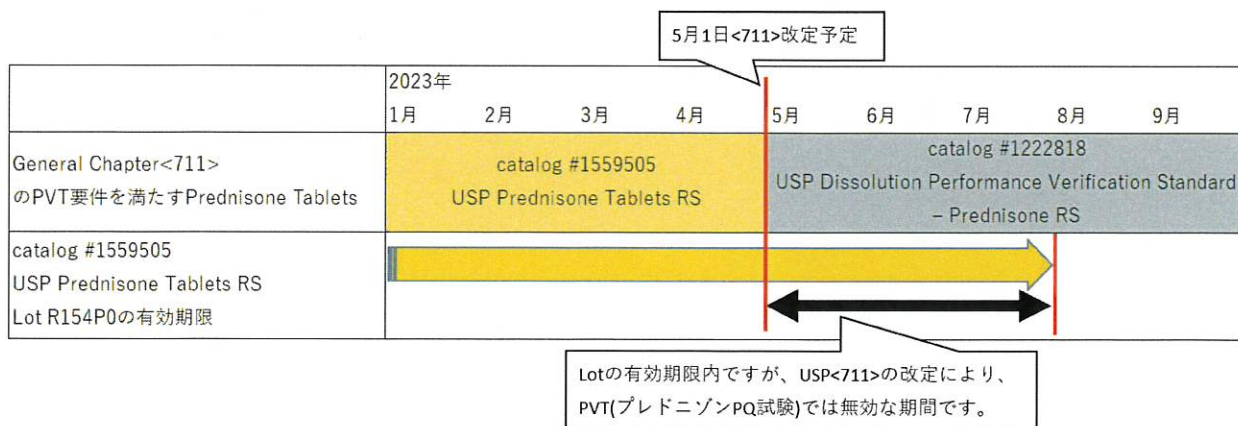 5月1日<711>改定予定
2023年
1月 2月 3月 4月 5月 6月 7月 8月 9月
General Chapter<711>
のPVT要件を満たすPrednisone Tablets
catalog #1559505
USP Prednisone Tablets RS
catalog #1222818
USP Dissolution Performance Verification Standard
– Prednisone RS
catalog #1559505
USP Prednisone Tablets RS
Lot R154P0の有効期限
Lotの有効期限内ですが、USP<711>の改定により、
PVT(プレドニゾンPQ試験)では無効な期間です。